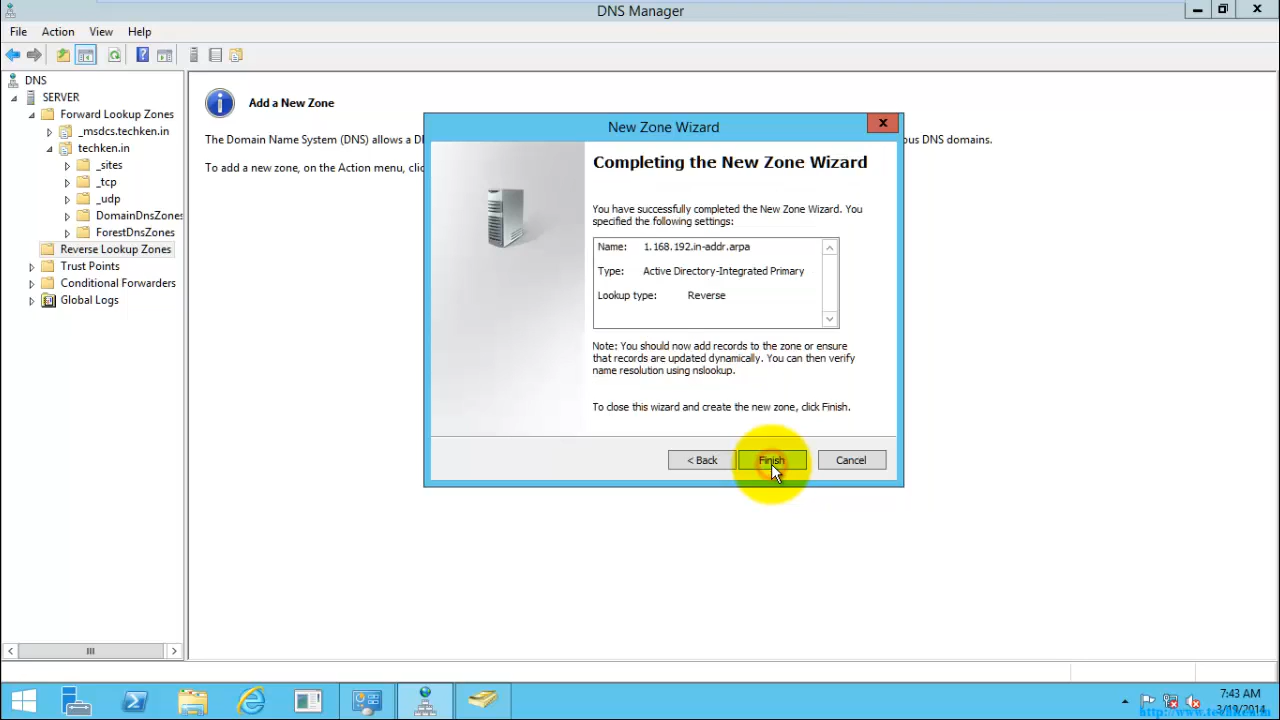 DNS Manager
File Action View Help
DNS
SERVER
Forward Lookup Zones
_msdcs.techken.in
techken.in
_sites
_tcp
_udp
DomainDnsZones
ForestDnsZones
Reverse Lookup Zones
Trust Points
Conditional Forwarders
Global Logs
Add a New Zone
The Domain Name System (DNS) allows a
ous DNS domains.
To add a new zone, on the Action menu,
New Zone Wizard
Completing the New Zone Wizard
You have successfully completed the New Zone Wizard. You
specified the following settings:
Name: 1.168.192.in-addr.arpa
Type: Active Directory-Integrated Primary
Lookup type: Reverse
Note: You should now add records to the zone or ensure
that records are updated dynamically. You can then verify
name resolution using nslookup.
To close this wizard and create the new zone, click Finish.
< Back Finish Cancel
7:43 AM
3/13/2014
http://www.techken.in